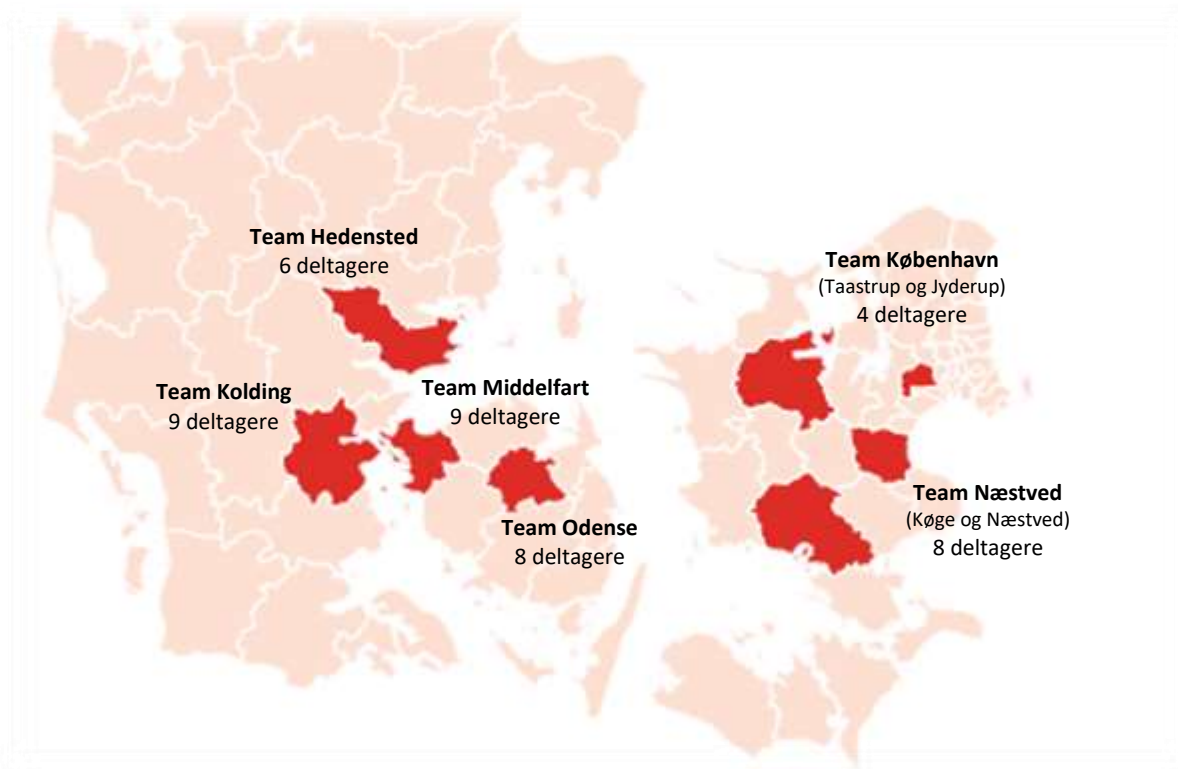 Team Hedensted
6 deltagere
Team København
(Taastrup og Jyderup)
4 deltagere
Team Kolding
9 deltagere
Team Middelfart
9 deltagere
Team Næstved
(Køge og Næstved)
8 deltagere
Team Odense
8 deltagere